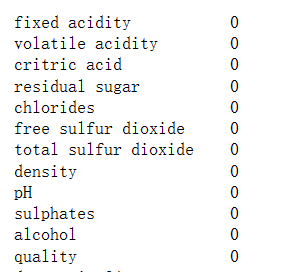 fixed acidity 0
volatile acidity 0
critric acid 0
residual sugar 0
chlorides 0
free sulfur dioxide 0
total sulfur dioxide 0
density 0
pH 0
sulphates 0
alcohol 0
quality 0